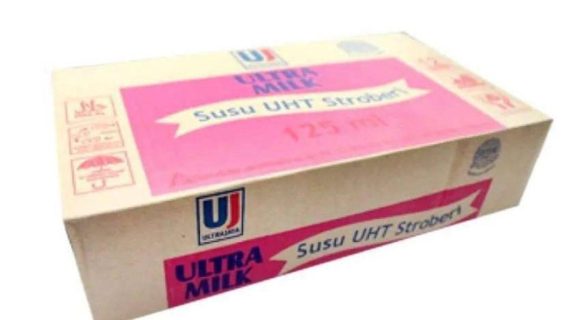 UJ
ULTRA
MILK
Susu UHT Stroberi
125 ml
UJ
ULTRAJAYA
ULTRA
MILK
Susu UHT Stroberi